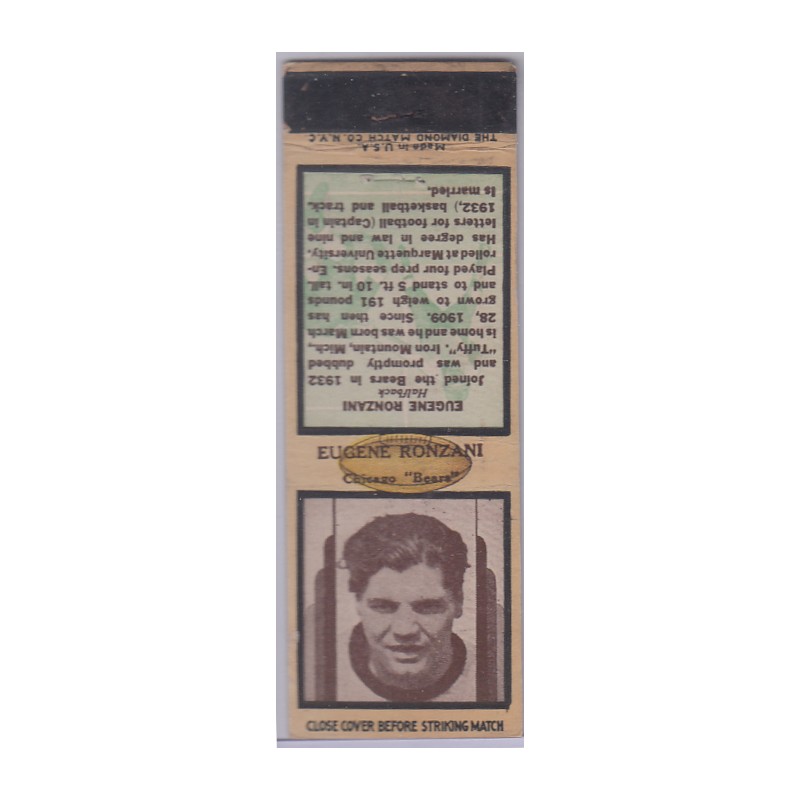 EUGENE RONZANI
Chicago "Bears"
CLOSE COVER BEFORE STRIKING MATCH
EUGENE RONZANI
Halfback
Joined the Bears in 1932
and was promptly dubbed
"Tuffy". Iron Mountain, Mich.,
is home and he was born March
28, 1909. Since then has
grown to weigh 191 pounds
and to stand 5 ft. 10 in. tall.
Played four prep seasons. En-
rolled at Marquette University.
Has degree in law and nine
letters for football (Captain in
1932,) basketball and track.
Is married.
Made in U.S.A.
THE DIAMOND MATCH CO. N.Y.C